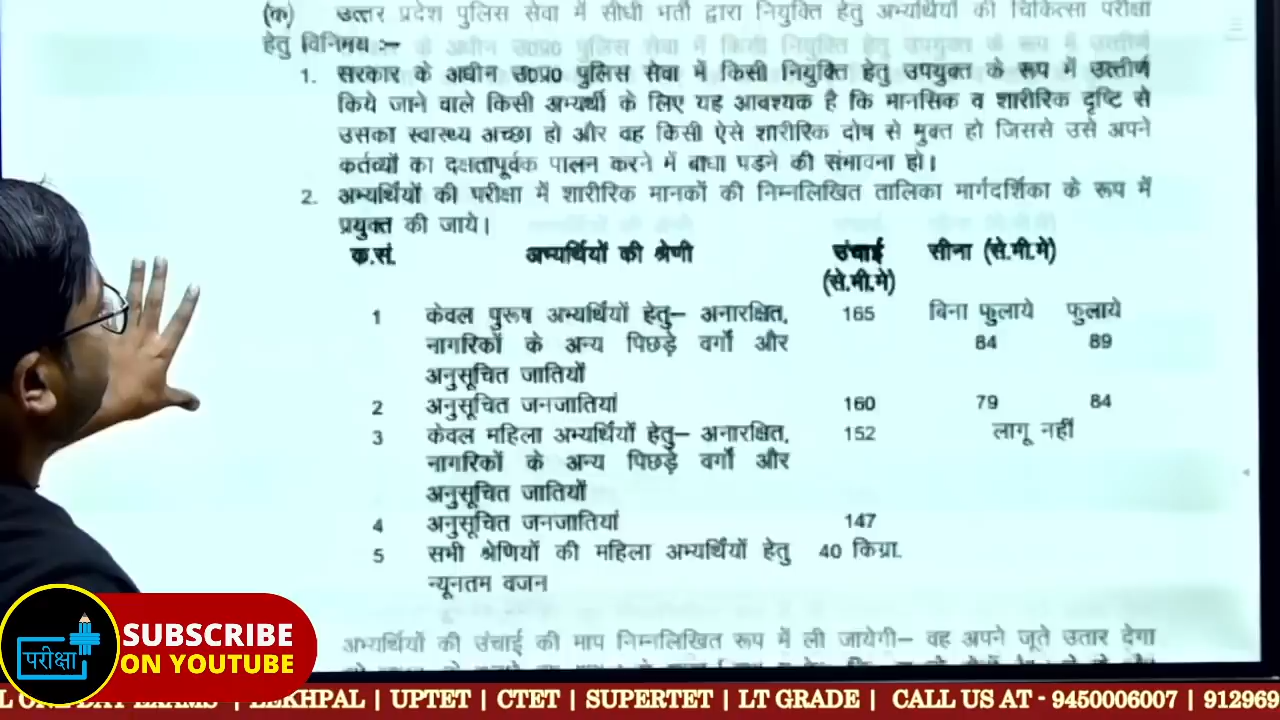 (क) उत्तर प्रदेश पुलिस सेवा में सीधी भर्ती द्वारा नियुक्ति हेतु अभ्यर्थियों की चिकित्सा परीक्षा
हेतु विनिमय :–
1. सरकार के अधीन उ0प्र0 पुलिस सेवा में किसी नियुक्ति हेतु उपयुक्त के रूप में उत्तीर्ण
किये जाने वाले किसी अभ्यर्थी के लिए यह आवश्यक है कि मानसिक व शारीरिक दृष्टि से
उसका स्वास्थ्य अच्छा हो और वह किसी ऐसे शारीरिक दोष से मुक्त हो जिससे उसे अपने
कर्तव्यों का दक्षतापूर्वक पालन करने में बाधा पड़ने की संभावना हो।
2. अभ्यर्थियों की परीक्षा में शारीरिक मानकों की निम्नलिखित तालिका मार्गदर्शिका के रूप में
प्रयुक्त की जाये।
क.सं. अभ्यर्थियों की श्रेणी उंचाई सीना (से.मी.मे)
(से.मी.मे)
1 केवल पुरूष अभ्यर्थियों हेतु– अनारक्षित, 165 बिना फुलाये फुलाये
नागरिकों के अन्य पिछड़े वर्गों और 84 89
अनुसूचित जातियों
2 अनुसूचित जनजातियां 160 79 84
3 केवल महिला अभ्यर्थियों हेतु– अनारक्षित, 152 लागू नहीं
नागरिकों के अन्य पिछड़े वर्गों और
अनुसूचित जातियों
4 अनुसूचित जनजातियां 147
5 सभी श्रेणियों की महिला अभ्यर्थियों हेतु 40 किग्रा.
न्यूनतम वजन
अभ्यर्थियों की उंचाई की माप निम्नलिखित रूप में ली जायेगी– वह अपने जूते उतार देगा
परीक्षा
SUBSCRIBE
ON YOUTUBE
EXAMS | LEKHPAL | UPTET | CTET | SUPERTET | LT GRADE | CALL US AT - 9450006007 | 912969